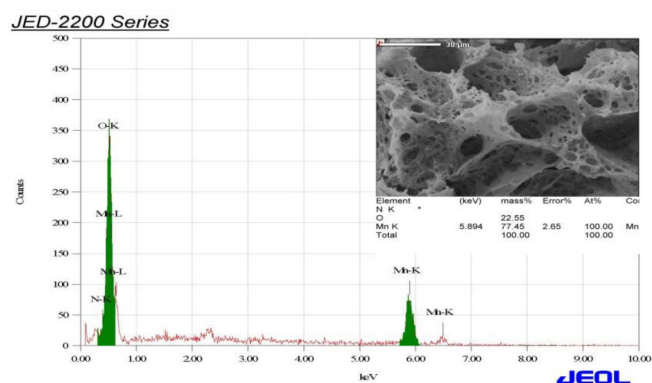 JED-2200 Series
500
450
400
350
300
250
200
150
100
50
0
Counts
O-K
Mn-L
Mn-L
N-K
Mn-K
Mn-K
30 μm
Element (keV) mass% Error% At% Co
N K *
O 22.55
Mn K 5.894 77.45 2.65 100.00 Mn
Total 100.00 100.00
0.00 1.00 2.00 3.00 4.00 5.00 6.00 7.00 8.00 9.00 10.00
keV
JEOL